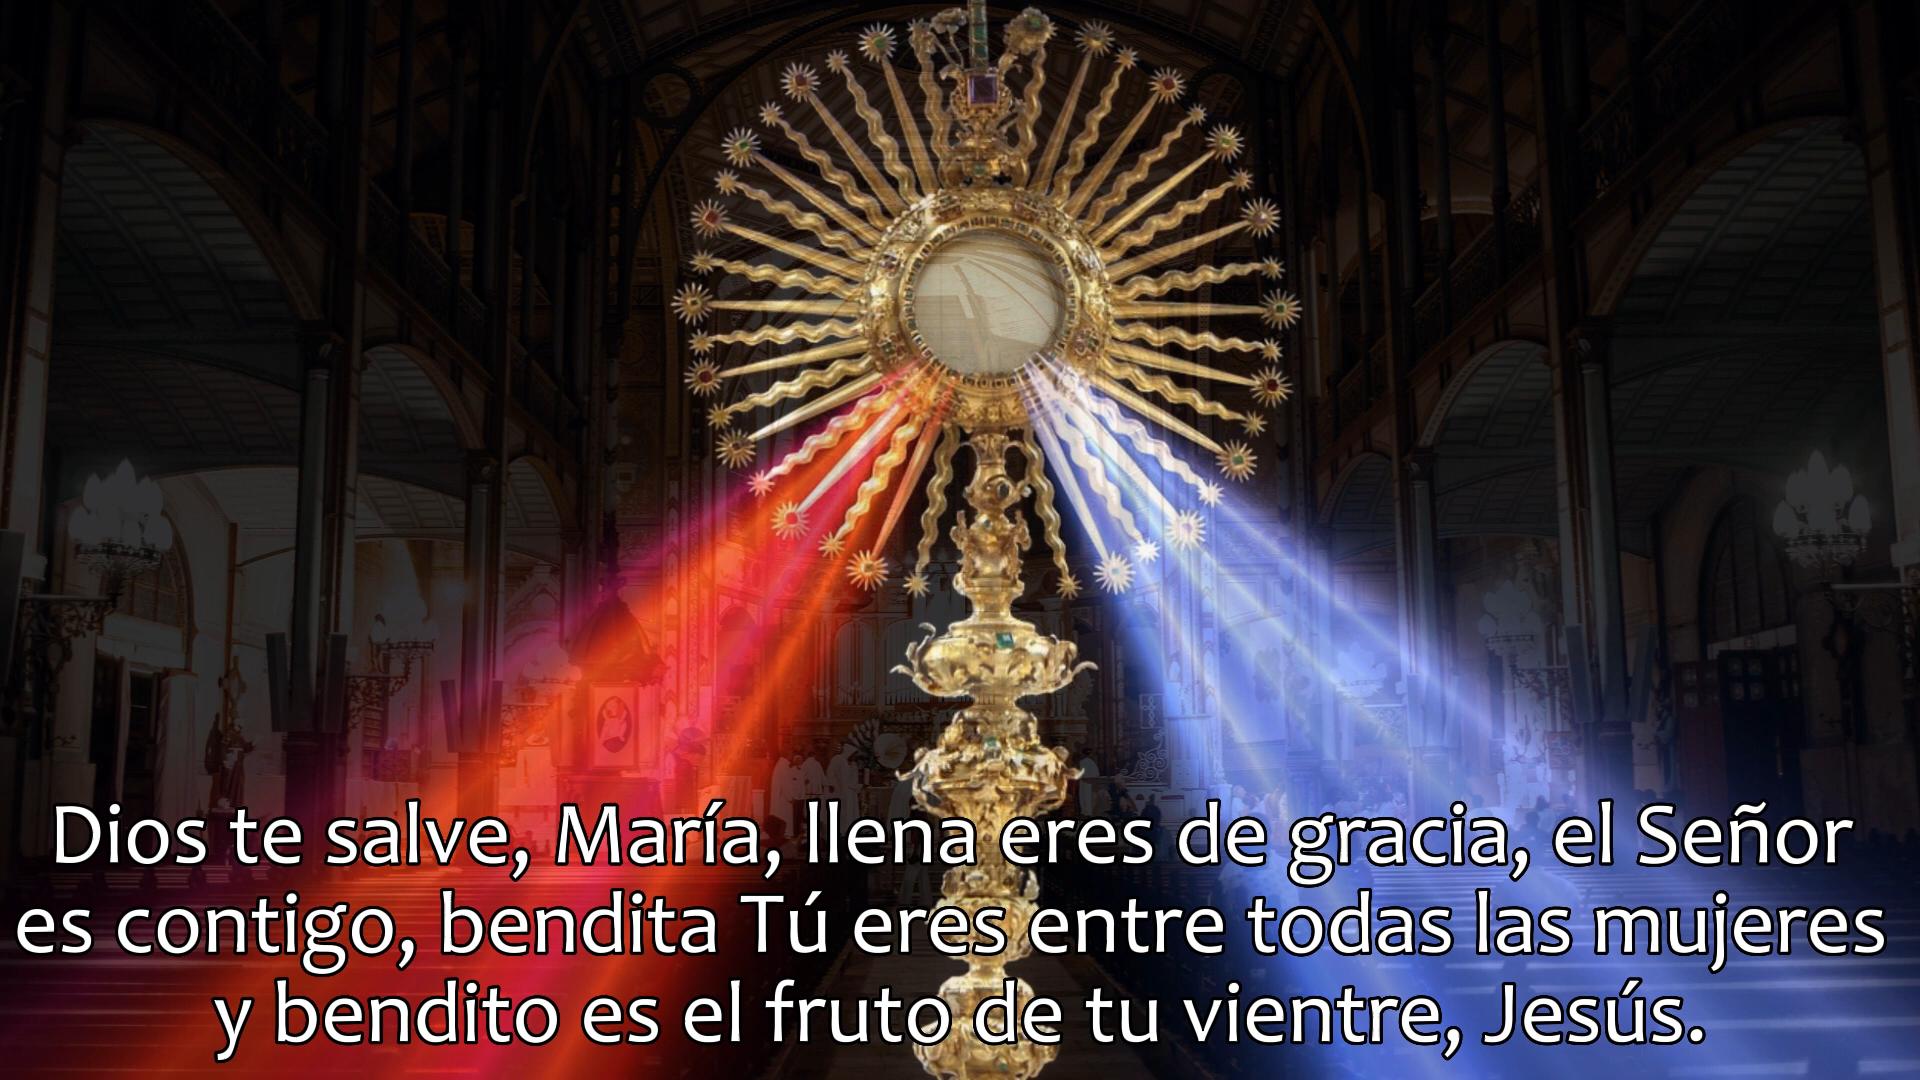 Dios te salve, María, llena eres de gracia, el Señor
es contigo, bendita Tú eres entre todas las mujeres
y bendito es el fruto de tu vientre, Jesús.